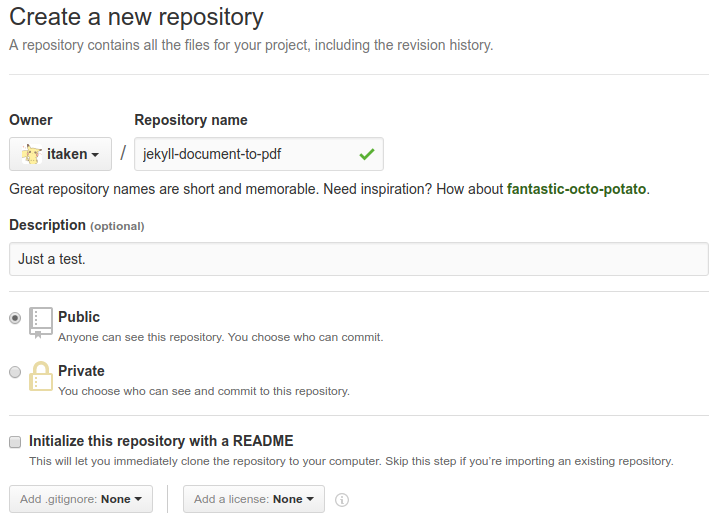 Create a new repository
A repository contains all the files for your project, including the revision history.
Owner Repository name
itaken / jekyll-document-to-pdf
Great repository names are short and memorable. Need inspiration? How about fantastic-octo-potato.
Description (optional)
Just a test.
Public
Anyone can see this repository. You choose who can commit.
Private
You choose who can see and commit to this repository.
Initialize this repository with a README
This will let you immediately clone the repository to your computer. Skip this step if you’re importing an existing repository.
Add .gitignore: None Add a license: None